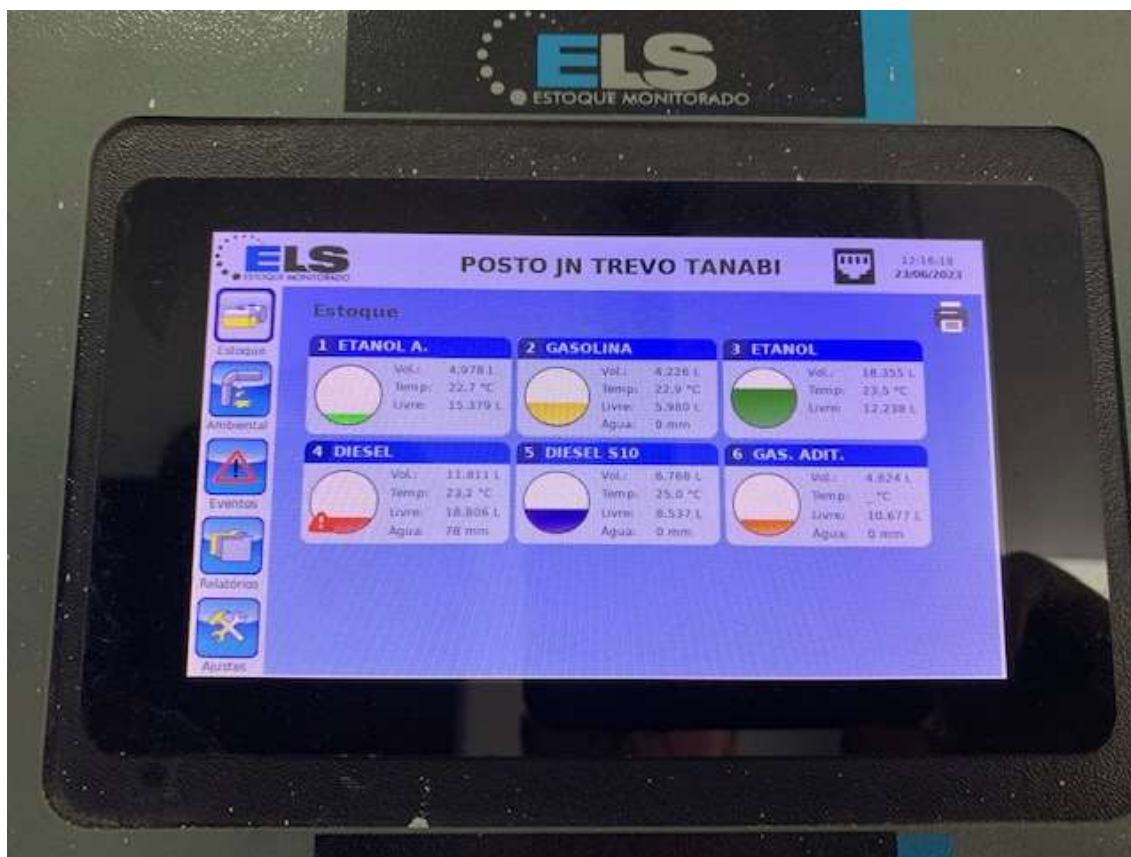 ELS
ESTOQUE MONITORADO
ELS
ESTOQUE MONITORADO
POSTO JN TREVO TANABI
12:16:18
23/06/2023
Estoque
Estoque
Ambiental
Eventos
Relatórios
Ajustes
1 ETANOL A.
Vol.: 4.978 L
Temp: 22,7 °C
Livre: 15.379 L
2 GASOLINA
Vol.: 4.226 L
Temp: 22,9 °C
Livre: 5.980 L
Água: 0 mm
3 ETANOL
Vol.: 18.355 L
Temp: 23,5 °C
Livre: 12.238 L
4 DIESEL
Vol.: 11.811 L
Temp: 23,2 °C
Livre: 18.806 L
Água: 78 mm
5 DIESEL S10
Vol.: 6.768 L
Temp: 25,0 °C
Livre: 8.537 L
Água: 0 mm
6 GAS. ADIT.
Vol.: 4.624 L
Temp: _ °C
Livre: 10.677 L
Água: 0 mm